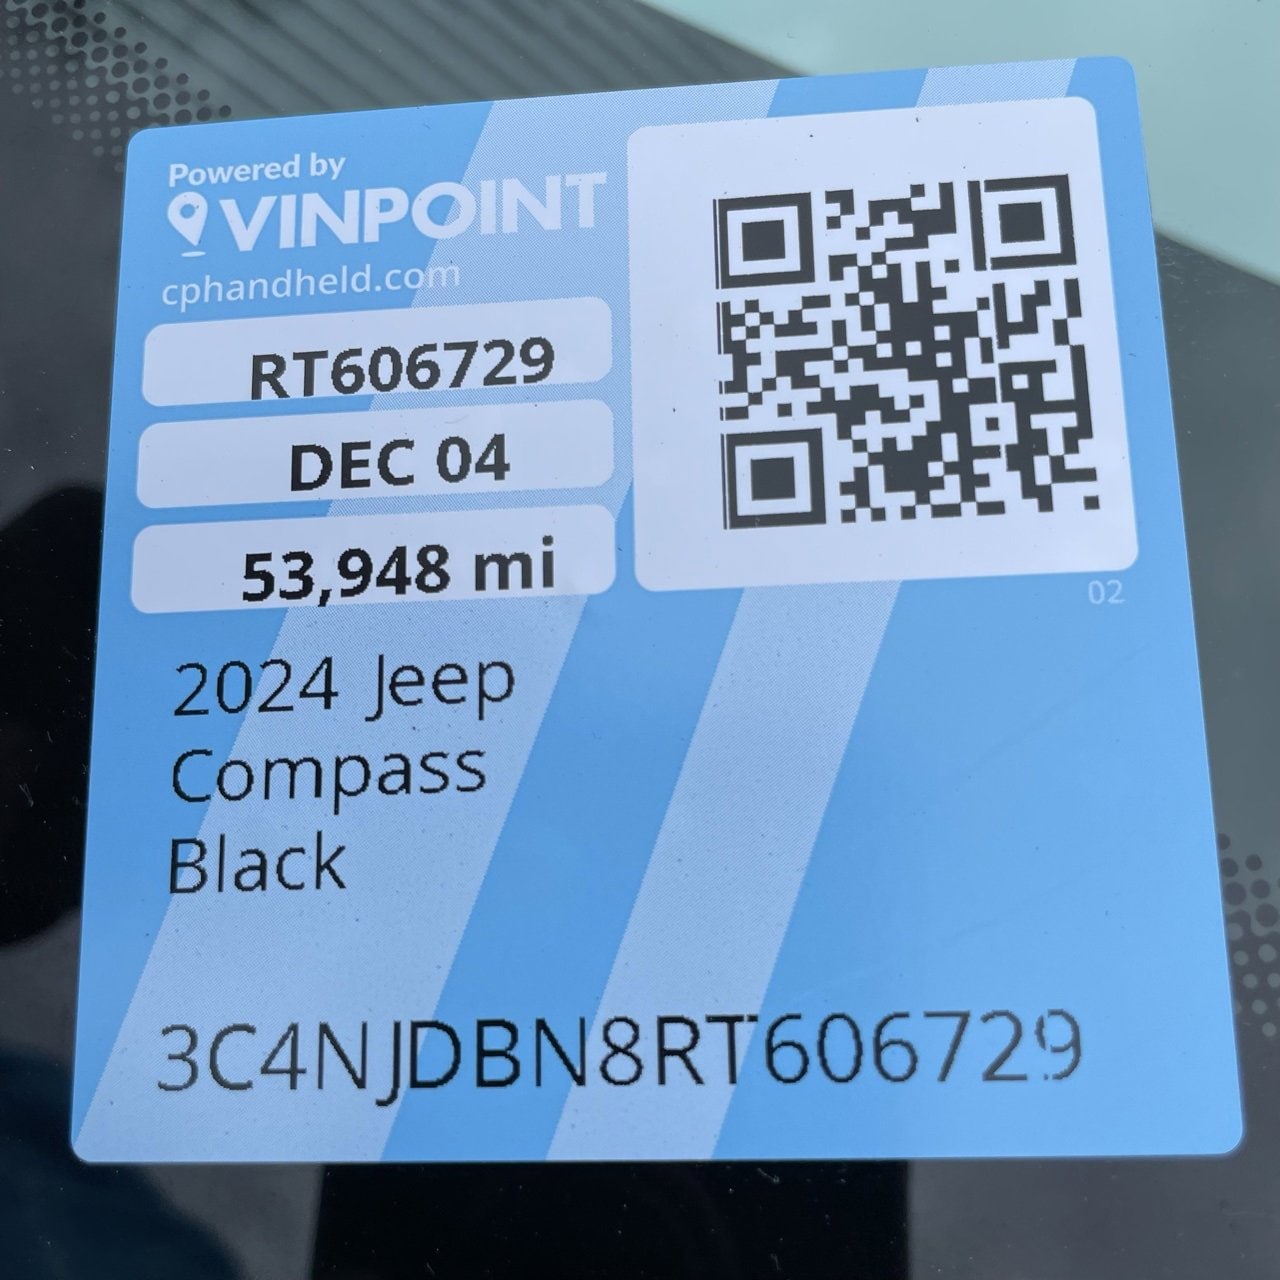 Powered by
VINPOINT
cphandheld.com
RT606729
DEC 04
53,948 mi
02
2024 Jeep
Compass
Black
3C4NJDBN8RT606729